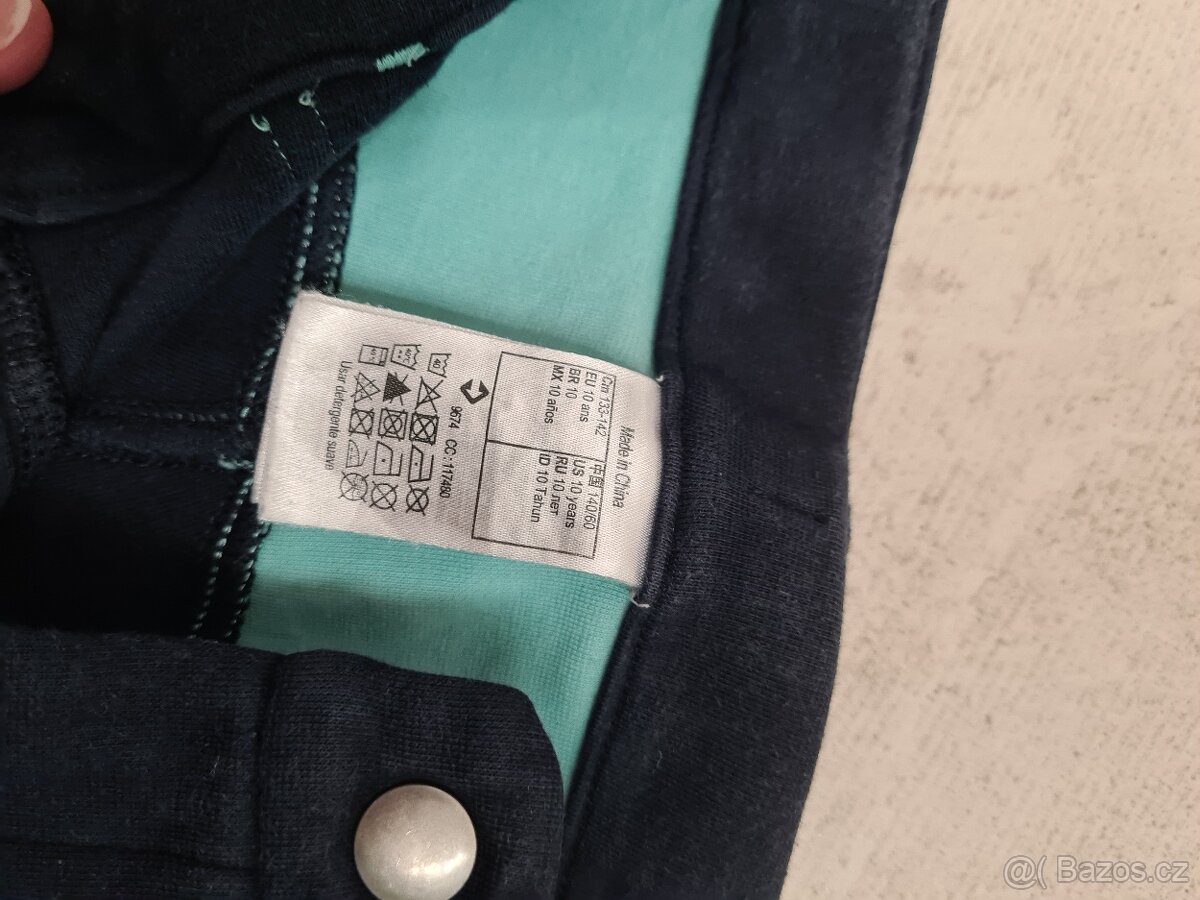 Made in China
Cm 133-142
EU 10 ans
BR 10
MX 10 años
中国 140/60
US 10 years
RU 10 лет
ID 10 Tahun
9674 CC:117480
40
Usar detergente suave
@( Bazos.cz